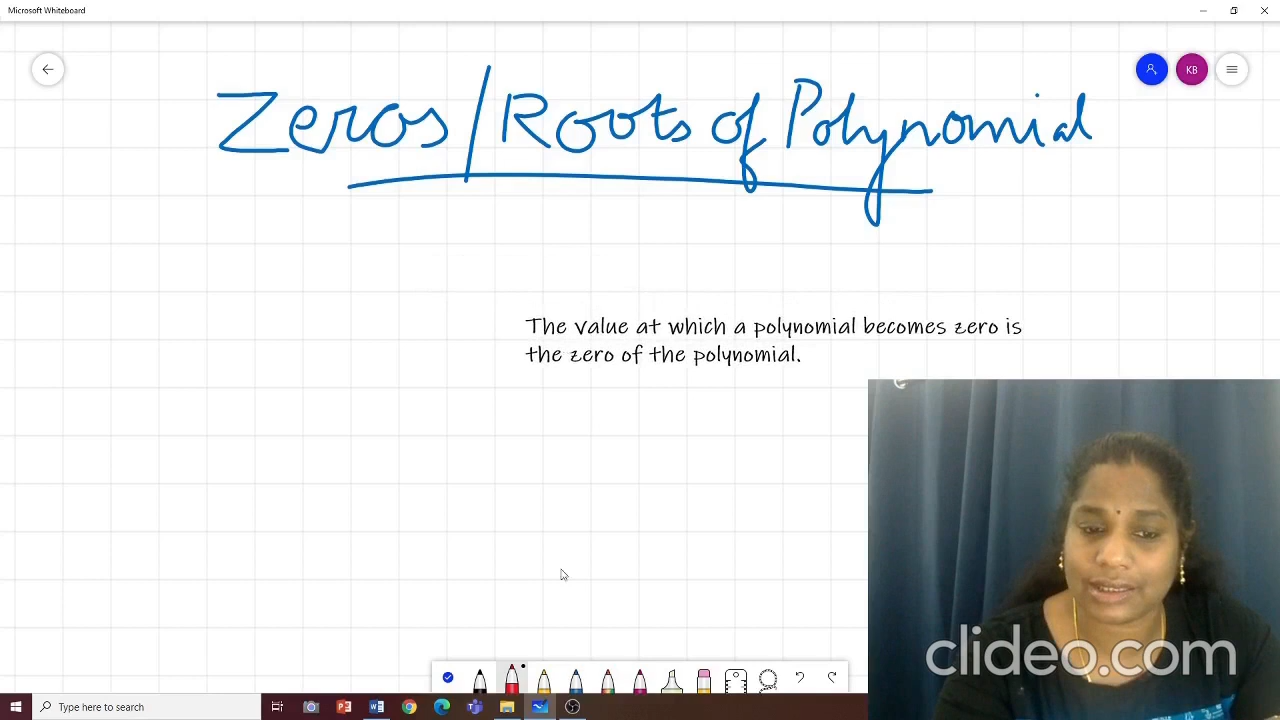 Microsoft Whiteboard
KB
Zeros/Roots of Polynomial
The value at which a polynomial becomes zero is
the zero of the polynomial.
clideo.com
Type here to search